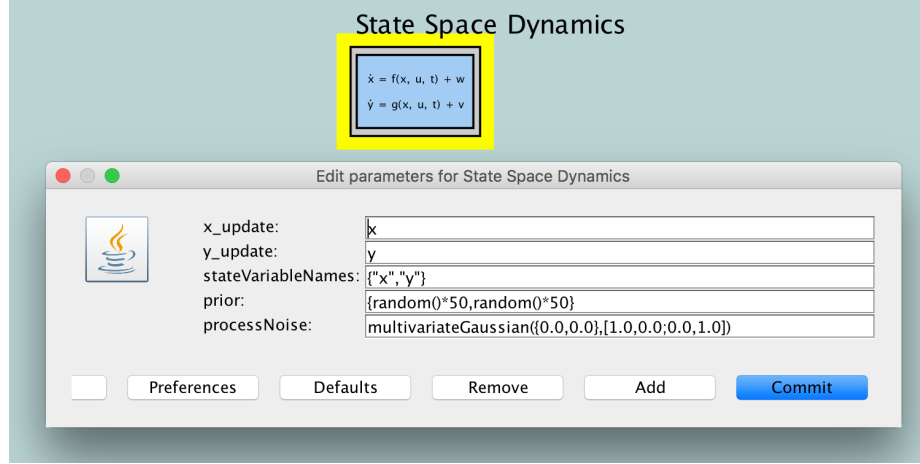 State Space Dynamics
ẋ = f(x, u, t) + w
ẏ = g(x, u, t) + v
Edit parameters for State Space Dynamics
x_update: x
y_update: y
stateVariableNames: {"x","y"}
prior: {random()*50,random()*50}
processNoise: multivariateGaussian({0.0,0.0},[1.0,0.0;0.0,1.0])
Preferences Defaults Remove Add Commit